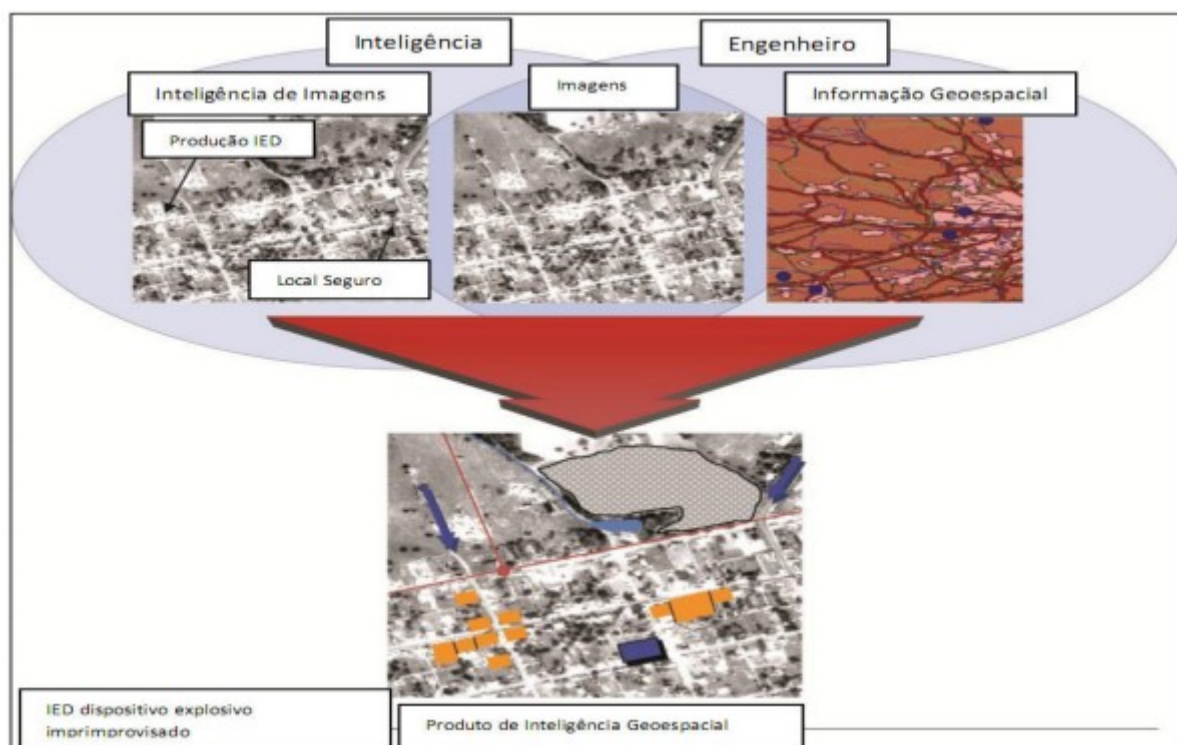 Inteligência
Engenheiro
Inteligência de Imagens
Imagens
Informação Geoespacial
Produção IED
Local Seguro
IED dispositivo explosivo
imprimprovisado
Produto de Inteligência Geoespacial